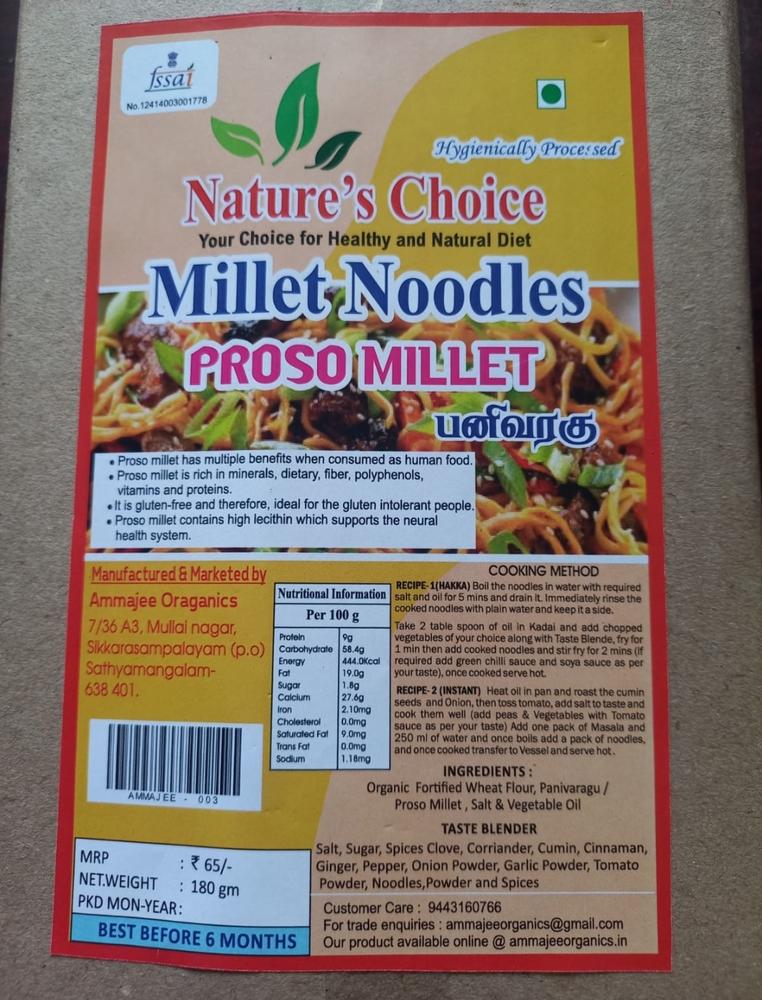 fssai
No.12414003001778
Hygienically Processed
Nature's Choice
Your Choice for Healthy and Natural Diet
Millet Noodles
PROSO MILLET
பனிவரகு
• Proso millet has multiple benefits when consumed as human food.
• Proso millet is rich in minerals, dietary, fiber, polyphenols,
vitamins and proteins.
• It is gluten-free and therefore, ideal for the gluten intolerant people.
• Proso millet contains high lecithin which supports the neural
health system.
Manufactured & Marketed by
Ammajee Oraganics
7/36 A3, Mullai nagar,
Sikkarasampalayam (p.o)
Sathyamangalam-
638 401.
AMMAJEE - 003
Nutritional Information
Per 100 g
Protein 9g
Carbohydrate 58.4g
Energy 444.0Kcal
Fat 19.0g
Sugar 1.8g
Calcium 27.6g
Iron 2.10mg
Cholesterol 0.0mg
Saturated Fat 9.0mg
Trans Fat 0.0mg
Sodium 1.18mg
COOKING METHOD
RECIPE-1(HAKKA) Boil the noodles in water with required
salt and oil for 5 mins and drain it. Immediately rinse the
cooked noodles with plain water and keep it a side.
Take 2 table spoon of oil in Kadai and add chopped
vegetables of your choice along with Taste Blende, fry for
1 min then add cooked noodles and stir fry for 2 mins (if
required add green chilli sauce and soya sauce as per
your taste), once cooked serve hot.
RECIPE- 2 (INSTANT) Heat oil in pan and roast the cumin
seeds and Onion, then toss tomato, add salt to taste and
cook them well (add peas & Vegetables with Tomato
sauce as per your taste) Add one pack of Masala and
250 ml of water and once boils add a pack of noodles,
and once cooked transfer to Vessel and serve hot.
INGREDIENTS :
Organic Fortified Wheat Flour, Panivaragu /
Proso Millet , Salt & Vegetable Oil
TASTE BLENDER
Salt, Sugar, Spices Clove, Corriander, Cumin, Cinnaman,
Ginger, Pepper, Onion Powder, Garlic Powder, Tomato
Powder, Noodles,Powder and Spices
MRP : ₹ 65/-
NET.WEIGHT : 180 gm
PKD MON-YEAR:
BEST BEFORE 6 MONTHS
Customer Care : 9443160766
For trade enquiries : ammajeeorganics@gmail.com
Our product available online @ ammajeeorganics.in